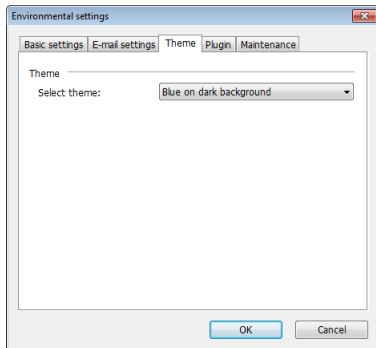 Environmental settings
Basic settings E-mail settings Theme Plugin Maintenance
Theme
Select theme: Blue on dark background
OK Cancel